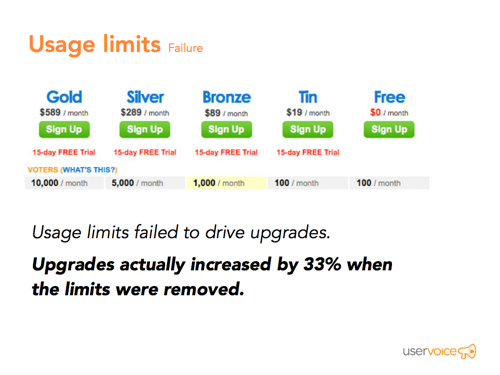 Usage limits Failure
Gold Silver Bronze Tin Free
$589 / month $289 / month $89 / month $19 / month $0 / month
Sign Up Sign Up Sign Up Sign Up Sign Up
15-day FREE Trial 15-day FREE Trial 15-day FREE Trial 15-day FREE Trial
VOTERS (WHAT'S THIS?)
10,000 / month 5,000 / month 1,000 / month 100 / month 100 / month
Usage limits failed to drive upgrades.
Upgrades actually increased by 33% when
the limits were removed.
uservoice